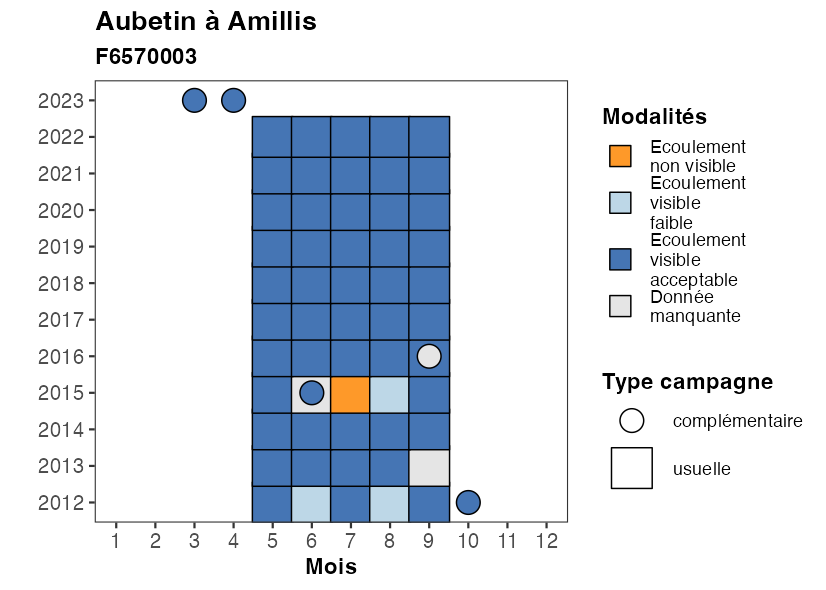 Aubetin à Amillis
F6570003
2023
2022
2021
2020
2019
2018
2017
2016
2015
2014
2013
2012
1 2 3 4 5 6 7 8 9 10 11 12
Mois
Modalités
Ecoulement
non visible
Ecoulement
visible
faible
Ecoulement
visible
acceptable
Donnée
manquante
Type campagne
complémentaire
usuelle